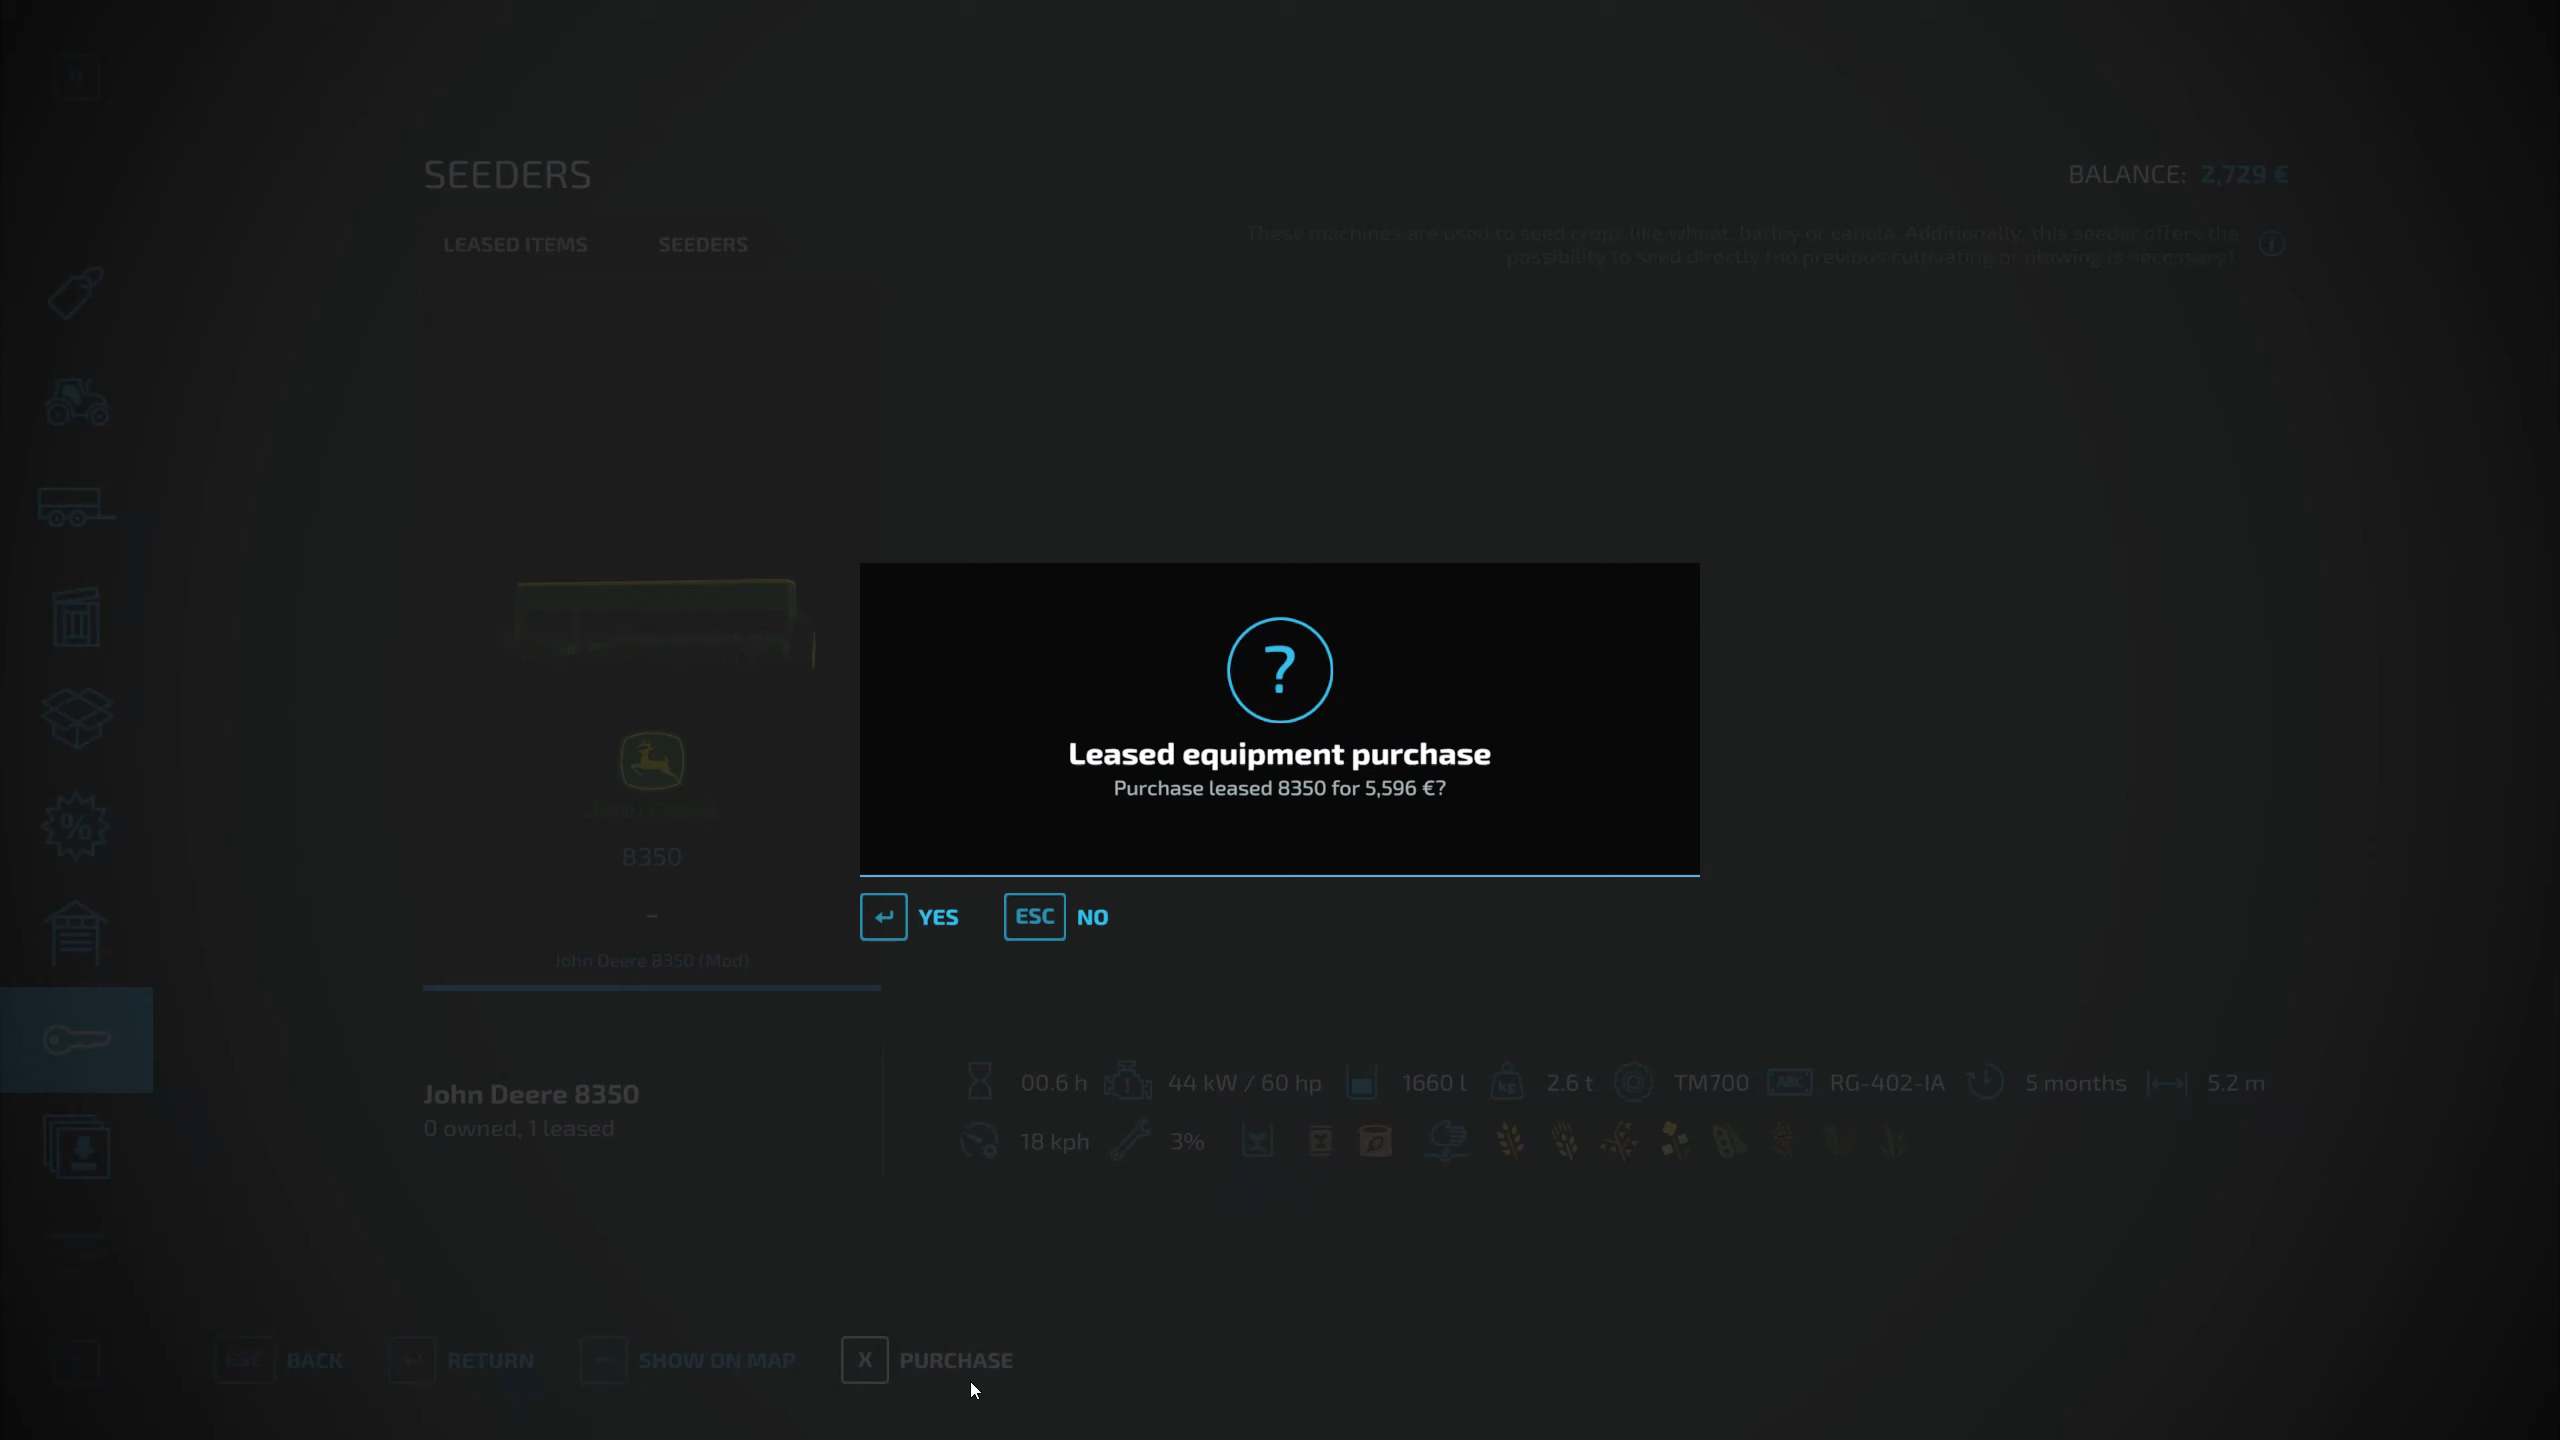 SEEDERS
BALANCE: 2,729 €
LEASED ITEMS SEEDERS
These machines are used to seed crops like wheat, barley or canola. Additionally, this seeder offers the
possibility to seed directly (no previous cultivating or plowing is necessary).
?
Leased equipment purchase
Purchase leased 8350 for 5,596 €?
YES ESC NO
8350
John Deere 8350 (Mod)
John Deere 8350
0 owned, 1 leased
00.6 h 44 kW / 60 hp 1660 l kg 2.6 t TM700 ABC RG-402-IA 5 months 5.2 m
18 kph 3%
ESC BACK RETURN SHOW ON MAP X PURCHASE